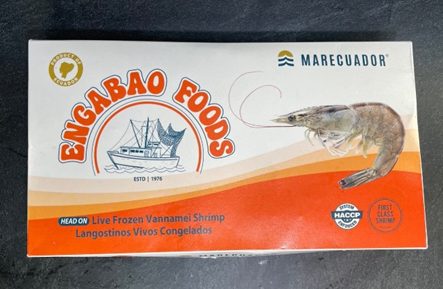 PRODUCT OF
ECUADOR
MARECUADOR®
ENGABAO FOODS
ESTD | 1976
HEAD ON Live Frozen Vannamei Shrimp
Langostinos Vivos Congelados
HACCP
FIRST
CLASS
SHRIMP
MARECUADOR